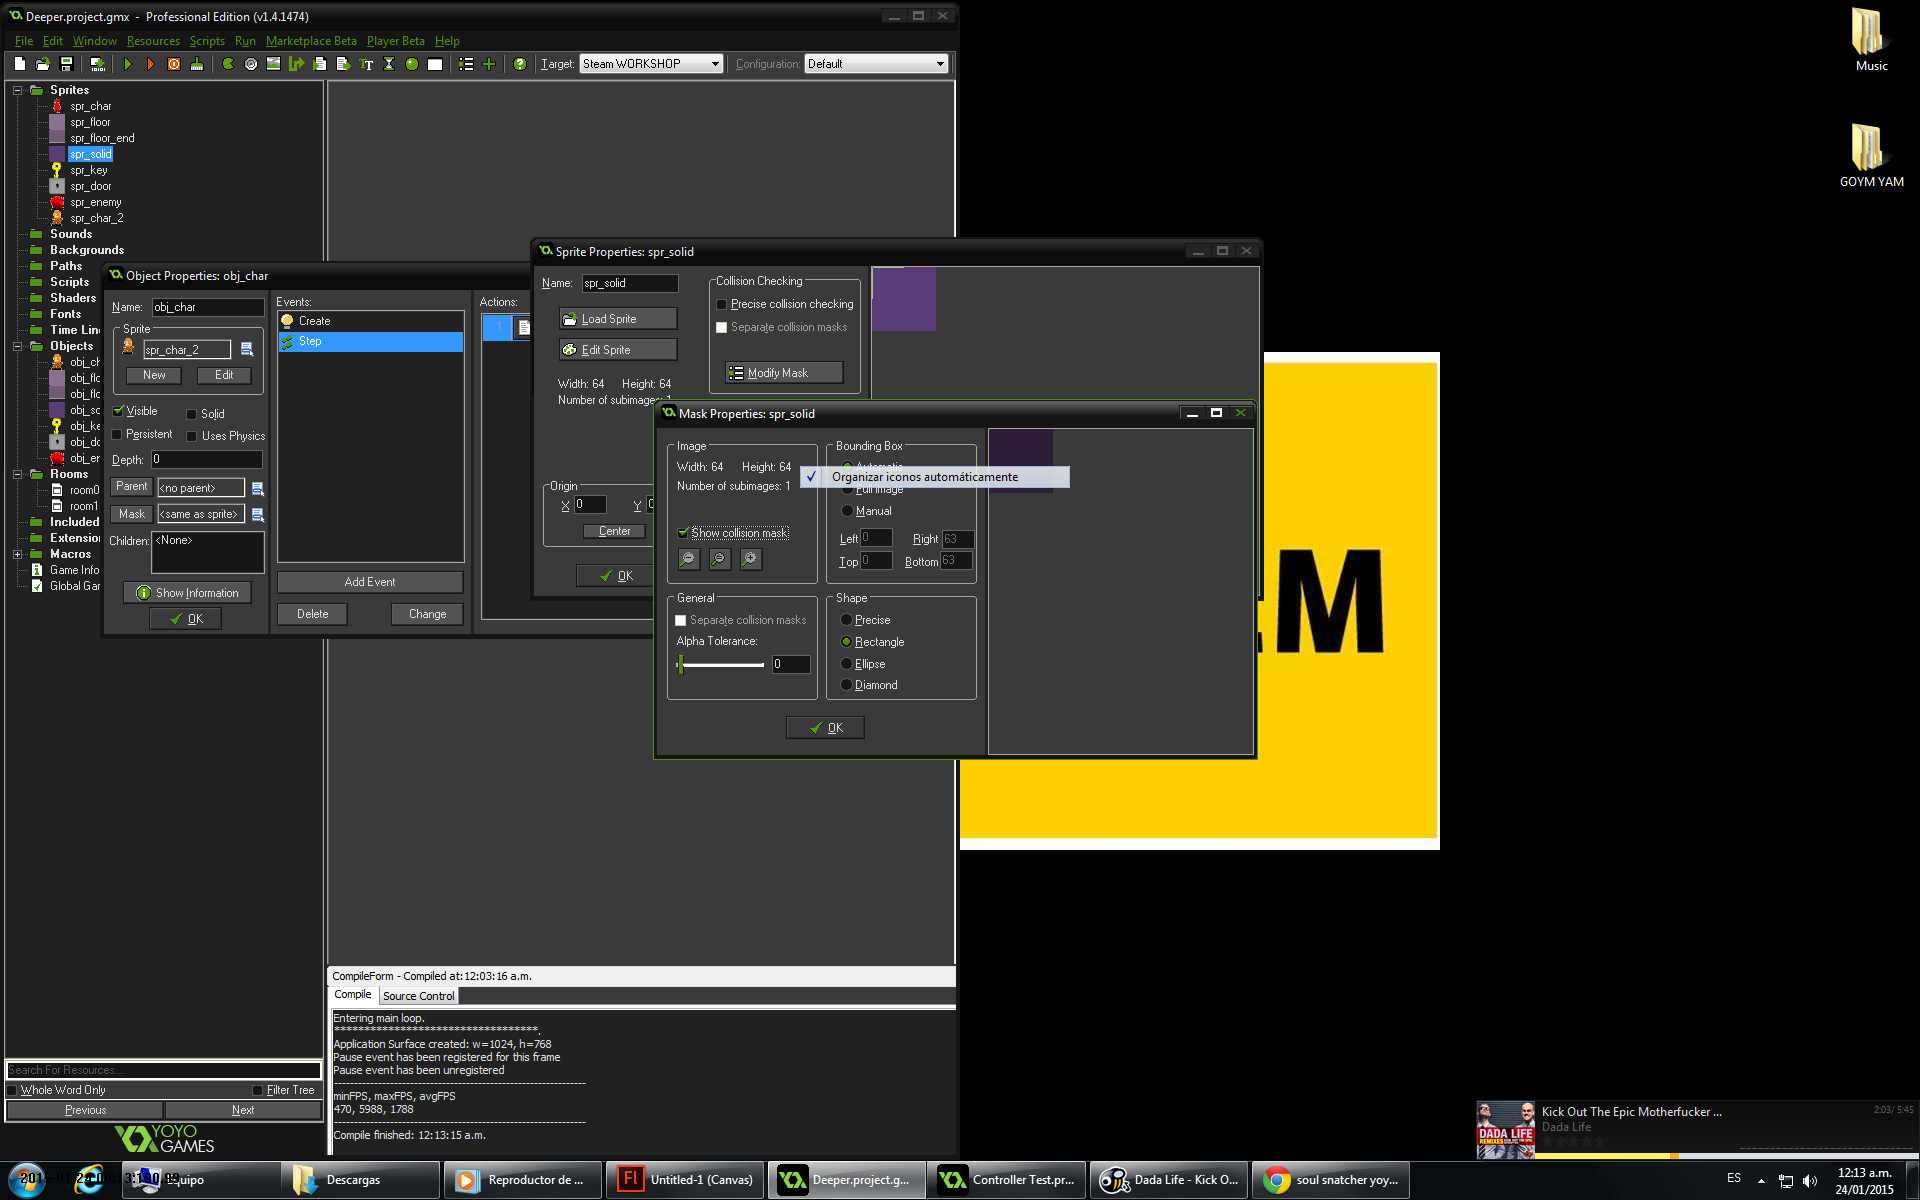 Deeper.project.gmx - Professional Edition (v1.4.1474)
File Edit Window Resources Scripts Run Marketplace Beta Player Beta Help
Target: Steam WORKSHOP Configuration: Default
Sprites
spr_char
spr_floor
spr_floor_end
spr_solid
spr_key
spr_door
spr_enemy
spr_char_2
Sounds
Backgrounds
Paths
Scripts
Shaders
Fonts
Time Lin
Objects
obj_ch
obj_flo
obj_flo
obj_so
obj_ke
obj_do
obj_er
Rooms
room0
room1
Included
Extension
Macros
Game Info
Global Gar
Search For Resources...
Whole Word Only Filter Tree
Previous Next
YOYO
GAMES
Object Properties: obj_char
Name: obj_char
Sprite
spr_char_2
New Edit
Visible Solid
Persistent Uses Physics
Depth: 0
Parent <no parent>
Mask <same as sprite>
Children: <None>
Show Information
OK
Events:
Create
Step
Add Event
Delete Change
Actions:
1
Sprite Properties: spr_solid
Name: spr_solid
Load Sprite
Edit Sprite
Width: 64 Height: 64
Number of subimages: 1
Collision Checking
Precise collision checking
Separate collision masks
Modify Mask
Origin
X 0 Y 0
Center
OK
Mask Properties: spr_solid
Image
Width: 64 Height: 64
Number of subimages: 1
Show collision mask
Bounding Box
Automatic
Organizar iconos automáticamente
Full image
Manual
Left 0 Right 63
Top 0 Bottom 63
General
Separate collision masks
Alpha Tolerance:
0
Shape
Precise
Rectangle
Ellipse
Diamond
OK
.M
Music
GOYM YAM
CompileForm - Compiled at:12:03:16 a.m.
Compile Source Control
Entering main loop.
**********************************.
Application Surface created: w=1024, h=768
Pause event has been registered for this frame
Pause event has been unregistered
minFPS, maxFPS, avgFPS
470, 5988, 1788
Compile finished: 12:13:15 a.m.
Kick Out The Epic Motherfucker ...
2:03/ 5:45
Dada Life
DADA LIFE
Equipo
Descargas
Reproductor de ...
Untitled-1 (Canvas)
Deeper.project.g...
Controller Test.pr...
Dada Life - Kick O...
soul snatcher yoy...
ES
12:13 a.m.
24/01/2015